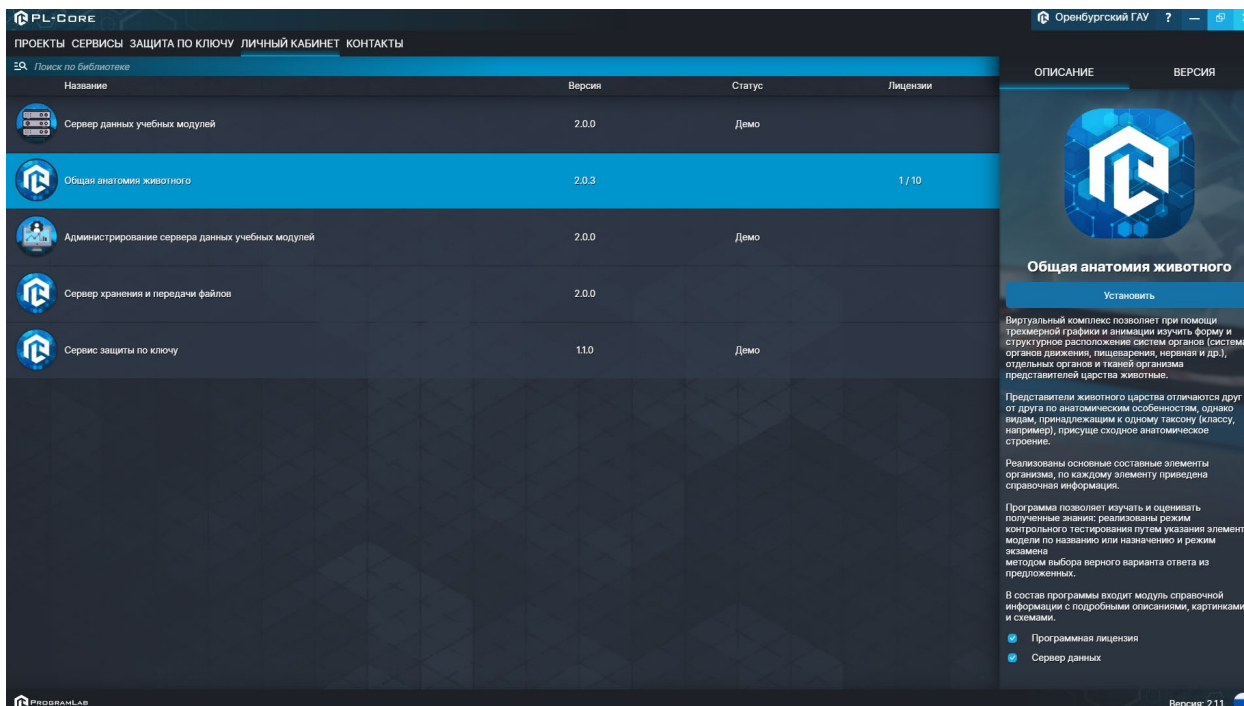 PL-CORE
Оренбургский ГАУ ?
ПРОЕКТЫ СЕРВИСЫ ЗАЩИТА ПО КЛЮЧУ ЛИЧНЫЙ КАБИНЕТ КОНТАКТЫ
Поиск по библиотеке
ОПИСАНИЕ ВЕРСИЯ
Название Версия Статус Лицензии
Сервер данных учебных модулей 2.0.0 Демо
Общая анатомия животного 2.0.3 1 / 10
Администрирование сервера данных учебных модулей 2.0.0 Демо
Сервер хранения и передачи файлов 2.0.0
Сервис защиты по ключу 1.1.0 Демо
Общая анатомия животного
Установить
Виртуальный комплекс позволяет при помощи
трехмерной графики и анимации изучить форму и
структурное расположение систем органов (система
органов движения, пищеварения, нервная и др.),
отдельных органов и тканей организма
представителей царства животные.
Представители животного царства отличаются друг
от друга по анатомическим особенностям, однако
видам, принадлежащим к одному таксону (классу,
например), присуще сходное анатомическое
строение.
Реализованы основные составные элементы
организма, по каждому элементу приведена
справочная информация.
Программа позволяет изучать и оценивать
полученные знания: реализованы режим
контрольного тестирования путем указания элемент
модели по названию или назначению и режим
экзамена
методом выбора верного варианта ответа из
предложенных.
В состав программы входит модуль справочной
информации с подробными описаниями, картинками
и схемами.
Программная лицензия
Сервер данных
PROGRAMLAB
Версия: 2.1.1